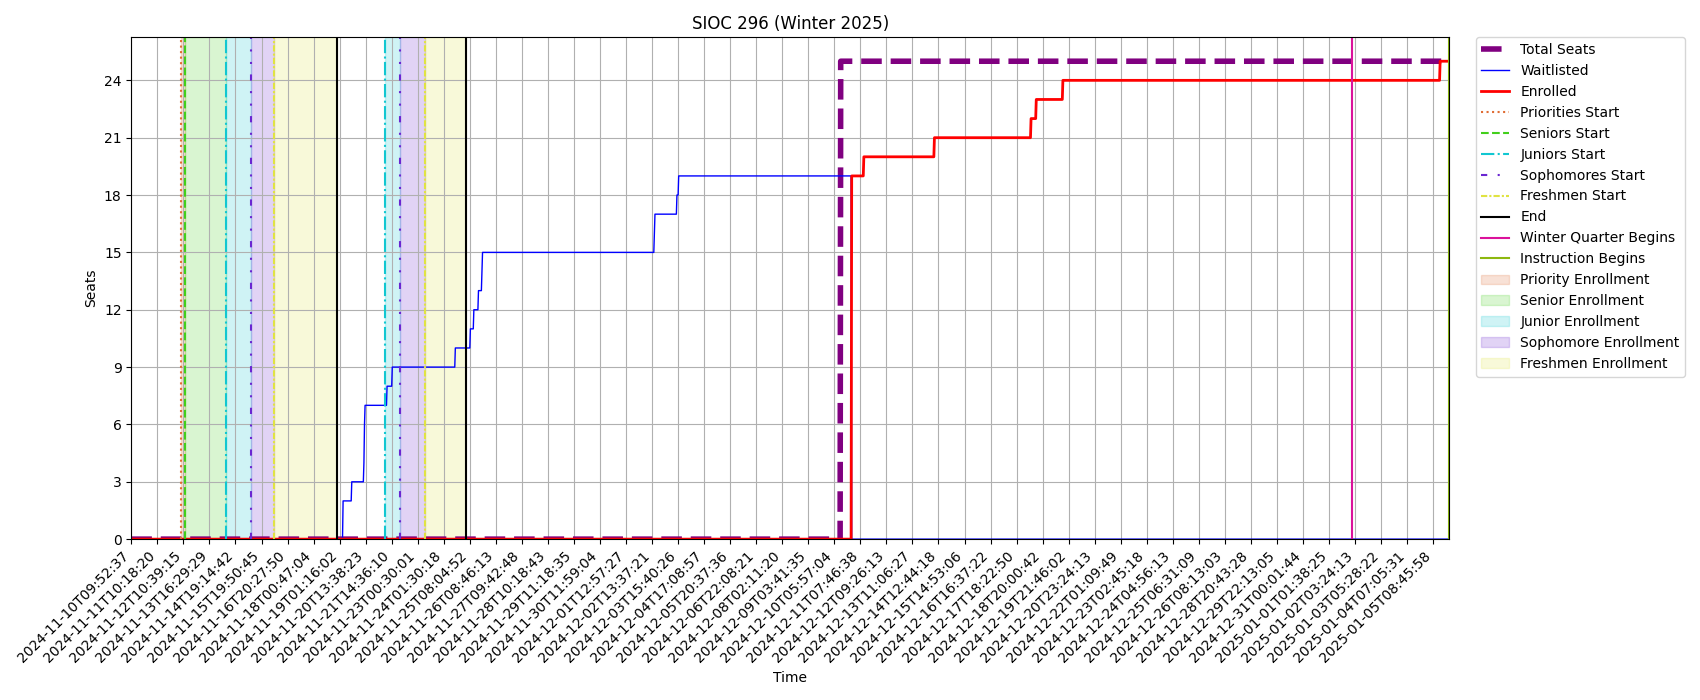 SIOC 296 (Winter 2025)
Seats
24
21
18
15
12
9
6
3
0
2024-11-10T09:52:37
2024-11-11T10:18:20
2024-11-12T10:39:15
2024-11-13T16:29:29
2024-11-14T19:14:42
2024-11-15T19:50:45
2024-11-16T20:27:50
2024-11-18T00:47:04
2024-11-19T01:16:02
2024-11-20T13:38:23
2024-11-21T14:36:10
2024-11-23T00:30:01
2024-11-24T01:30:18
2024-11-25T08:04:52
2024-11-26T08:46:13
2024-11-27T09:42:48
2024-11-28T10:18:43
2024-11-29T11:18:35
2024-11-30T11:59:04
2024-12-01T12:57:27
2024-12-02T13:37:21
2024-12-03T15:40:26
2024-12-04T17:08:57
2024-12-05T20:37:36
2024-12-06T22:08:21
2024-12-08T02:11:20
2024-12-09T03:41:35
2024-12-10T05:57:04
2024-12-11T07:46:38
2024-12-12T09:26:13
2024-12-13T11:06:27
2024-12-14T12:44:18
2024-12-15T14:53:06
2024-12-16T16:37:22
2024-12-17T18:22:50
2024-12-18T20:00:42
2024-12-19T21:46:02
2024-12-20T23:24:13
2024-12-22T01:09:49
2024-12-23T02:45:18
2024-12-24T04:56:13
2024-12-25T06:31:09
2024-12-26T08:13:03
2024-12-28T20:43:28
2024-12-29T22:13:05
2024-12-31T00:01:44
2025-01-01T01:38:25
2025-01-02T03:24:13
2025-01-03T05:28:22
2025-01-04T07:05:31
2025-01-05T08:45:58
Time
Total Seats
Waitlisted
Enrolled
Priorities Start
Seniors Start
Juniors Start
Sophomores Start
Freshmen Start
End
Winter Quarter Begins
Instruction Begins
Priority Enrollment
Senior Enrollment
Junior Enrollment
Sophomore Enrollment
Freshmen Enrollment